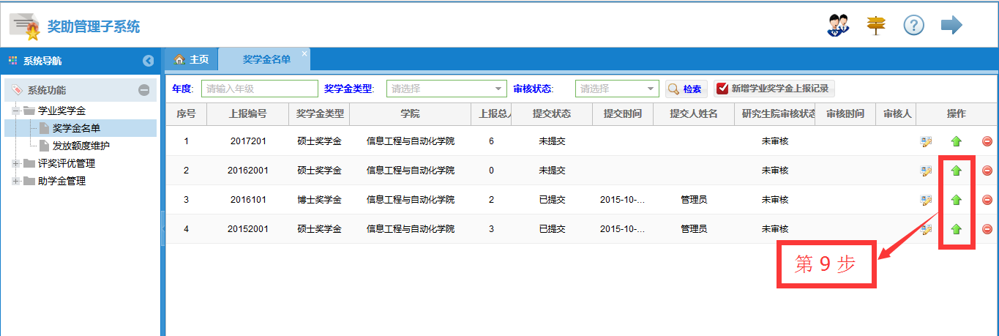 奖助管理子系统
系统导航
主页
奖学金名单
系统功能
学业奖学金
奖学金名单
发放额度维护
评奖评优管理
助学金管理
年度: 请输入年级 奖学金类型: 请选择 审核状态: 请选择 检索 新增学业奖学金上报记录
序号 上报编号 奖学金类型 学院 上报总 提交状态 提交时间 提交人姓名 研究生院审核状态 审核时间 审核人 操作
1 2017201 硕士奖学金 信息工程与自动化学院 6 未提交 未审核
2 20162001 硕士奖学金 信息工程与自动化学院 0 未提交 未审核
3 2016101 博士奖学金 信息工程与自动化学院 2 已提交 2015-10-... 管理员 未审核
4 20152001 硕士奖学金 信息工程与自动化学院 3 已提交 2015-10-... 管理员 未审核
第 9 步